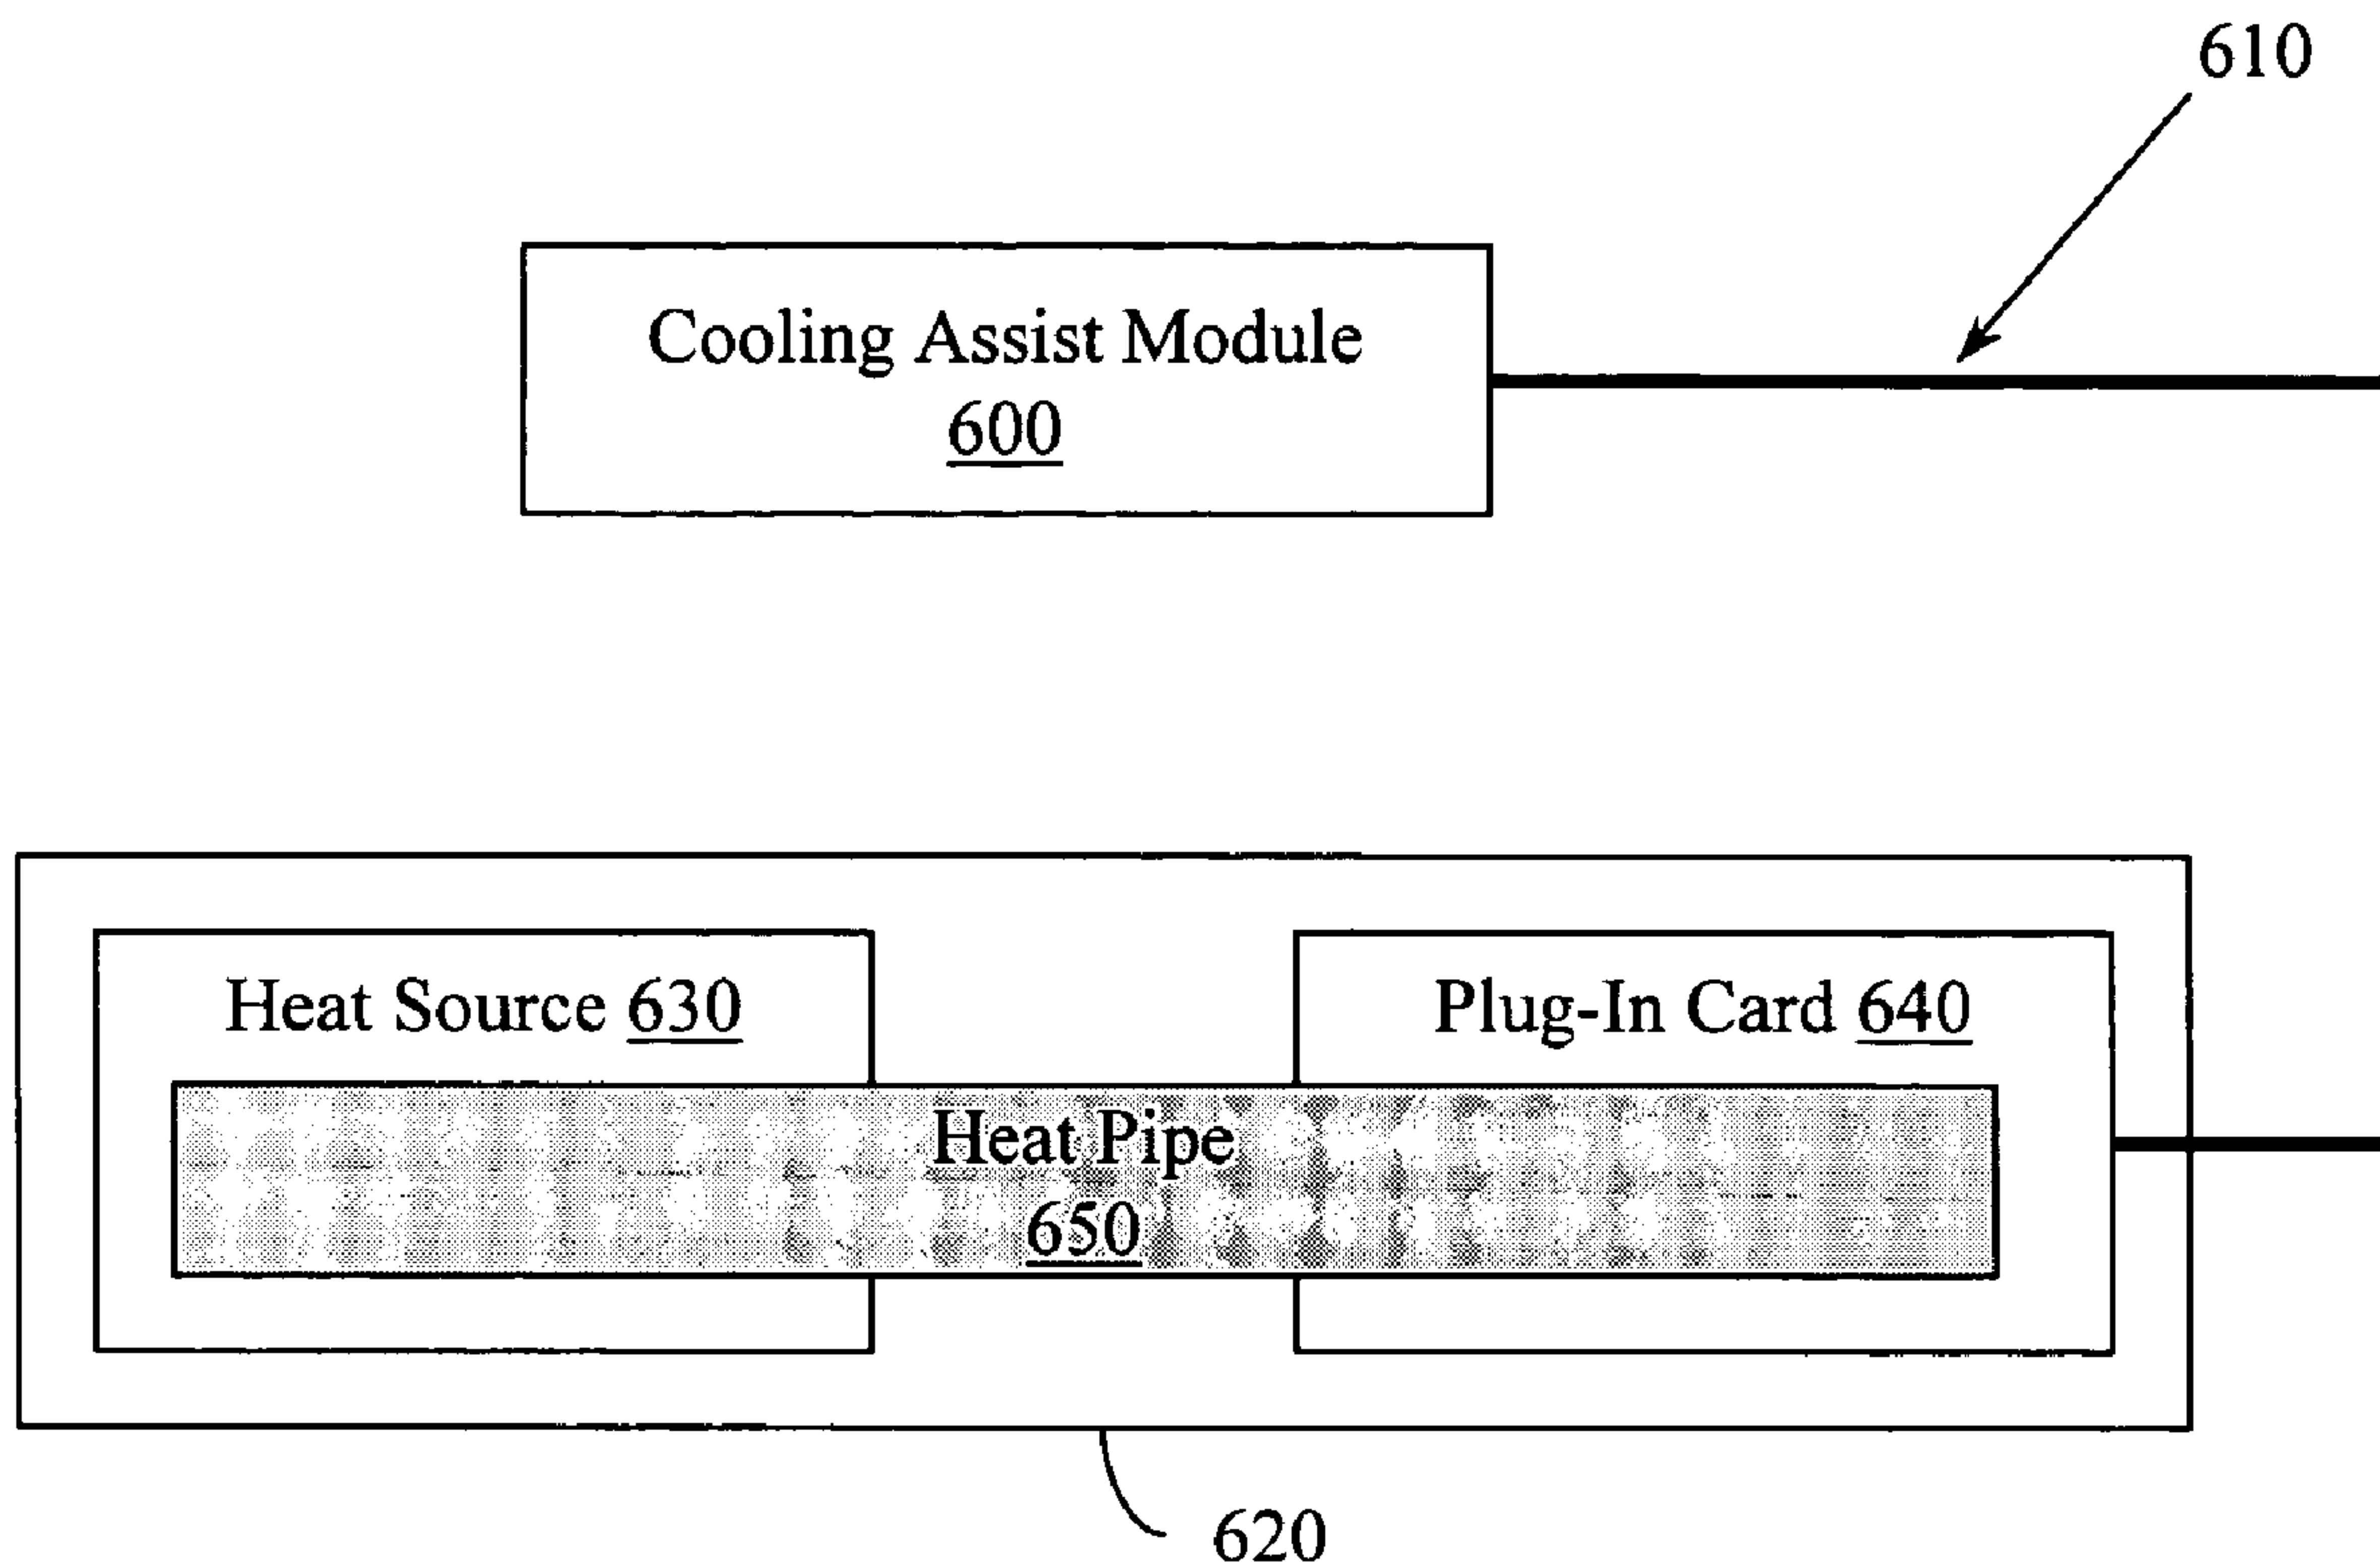 610
Cooling Assist Module
600
Heat Source 630
Plug-In Card 640
Heat Pipe
650
620